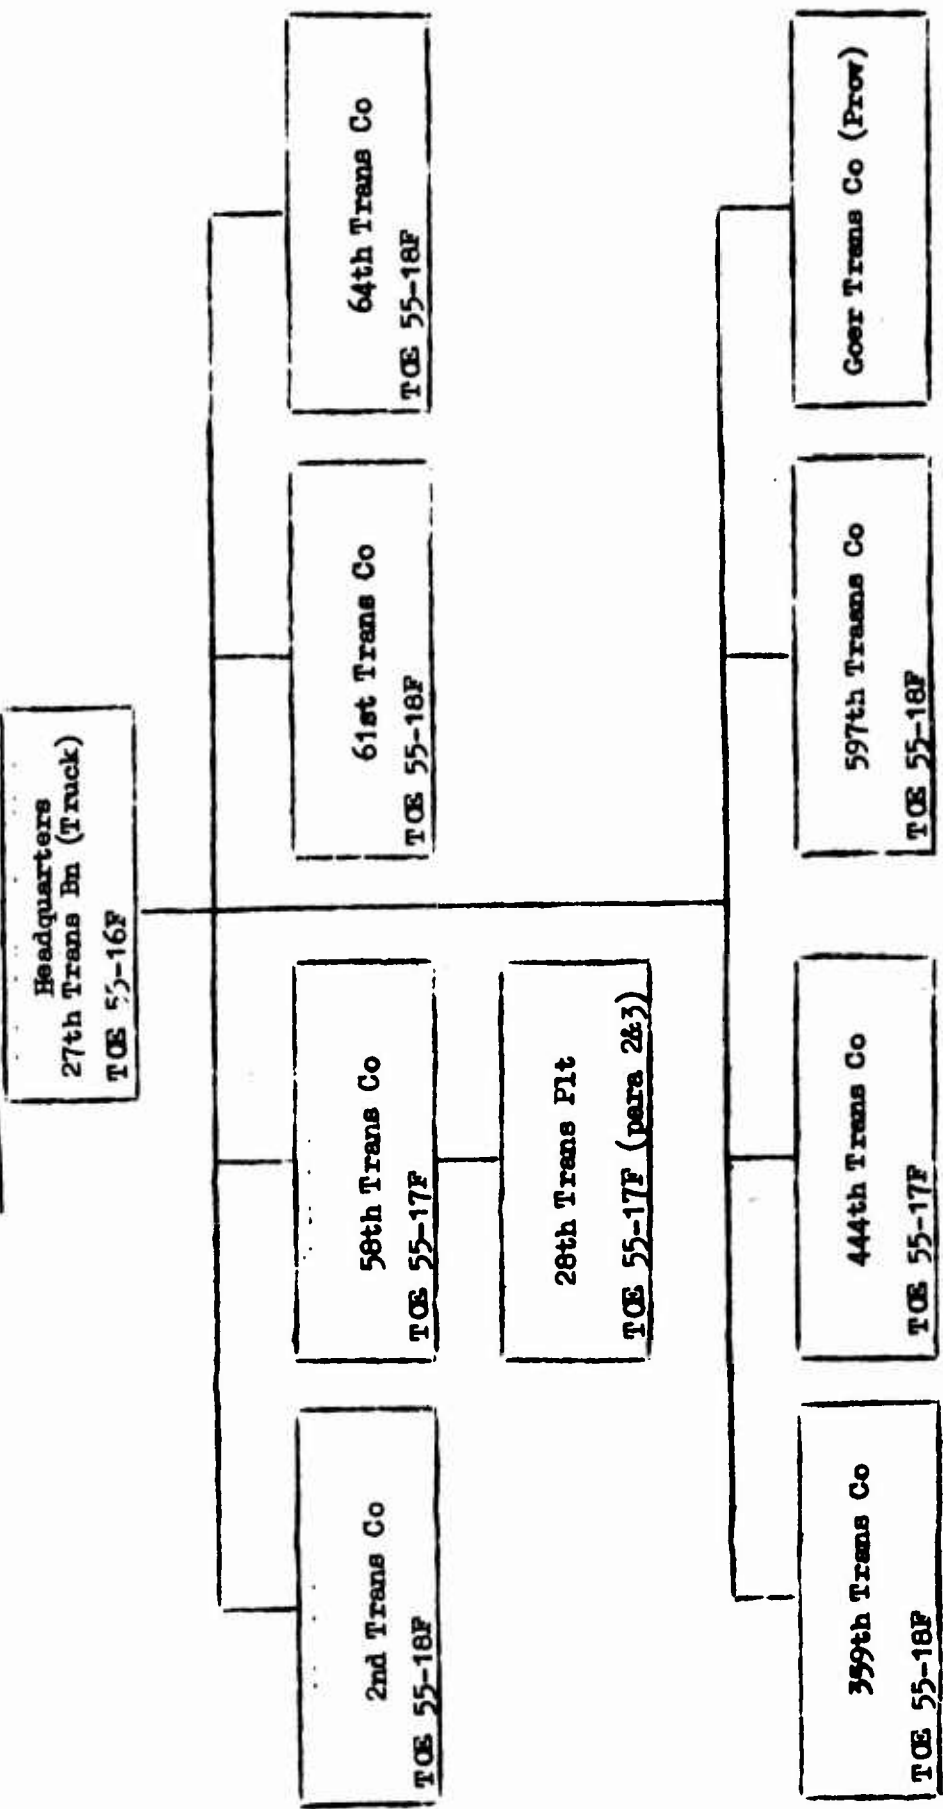 Headquarters
27th Trans Bn (Truck)
TOE 55-16F
2nd Trans Co
TOE 55-18F
58th Trans Co
TOE 55-17F
61st Trans Co
TOE 55-18F
64th Trans Co
TOE 55-18F
28th Trans Plt
TOE 55-17F (para 2&3)
359th Trans Co
TOE 55-18F
444th Trans Co
TOE 55-17F
597th Traans Co
TOE 55-18F
Goer Trans Co (Prov)